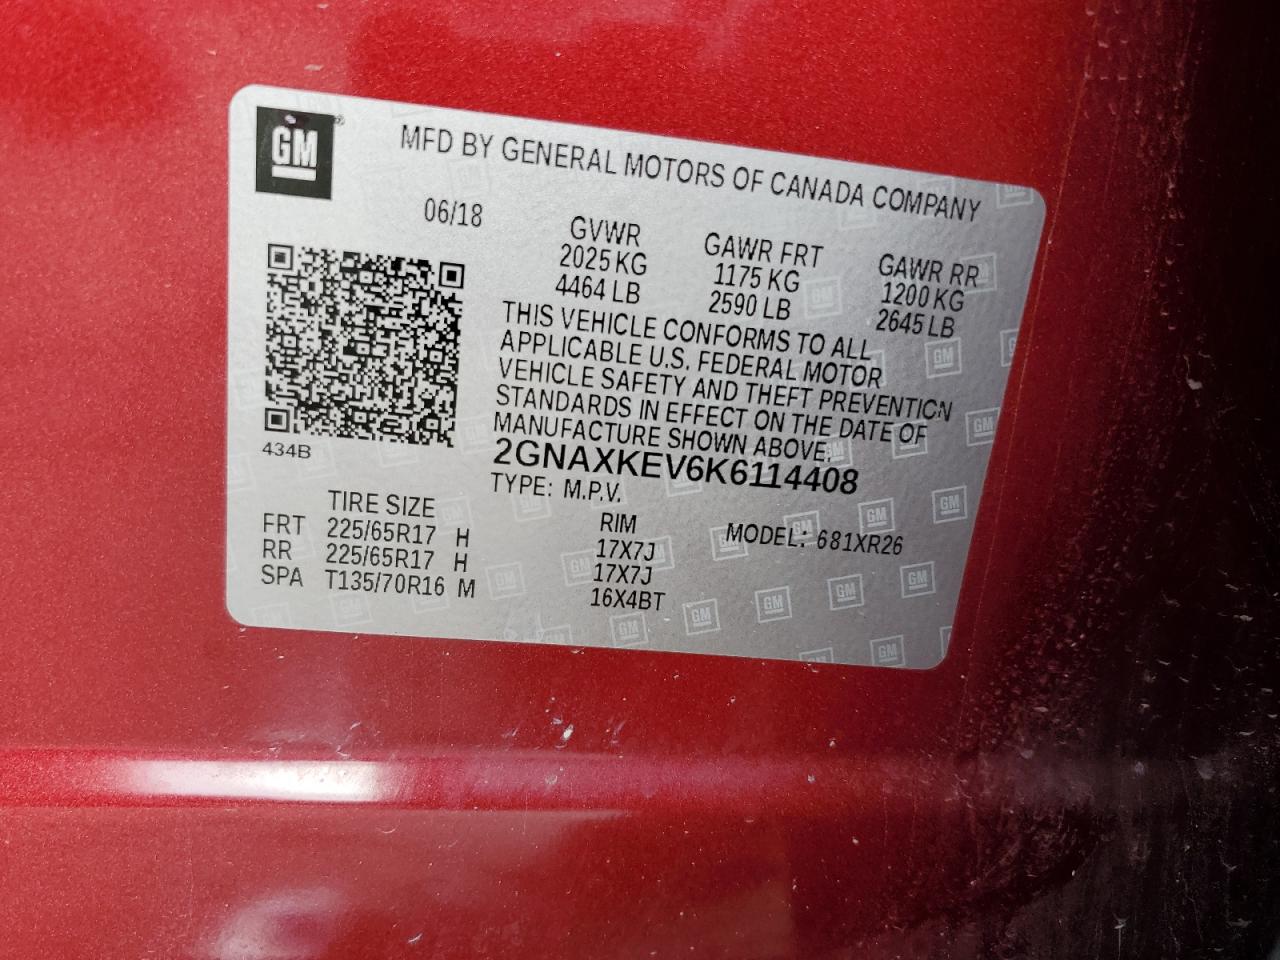 GM
MFD BY GENERAL MOTORS OF CANADA COMPANY
06/18
GVWR GAWR FRT GAWR RR
2025 KG 1175 KG 1200 KG
4464 LB 2590 LB 2645 LB
THIS VEHICLE CONFORMS TO ALL
APPLICABLE U.S. FEDERAL MOTOR
VEHICLE SAFETY AND THEFT PREVENTION
STANDARDS IN EFFECT ON THE DATE OF
MANUFACTURE SHOWN ABOVE.
2GNAXKEV6K6114408
434B
TYPE: M.P.V.
MODEL: 681XR26
TIRE SIZE RIM
FRT 225/65R17 H 17X7J
RR 225/65R17 H 17X7J
SPA T135/70R16 M 16X4BT